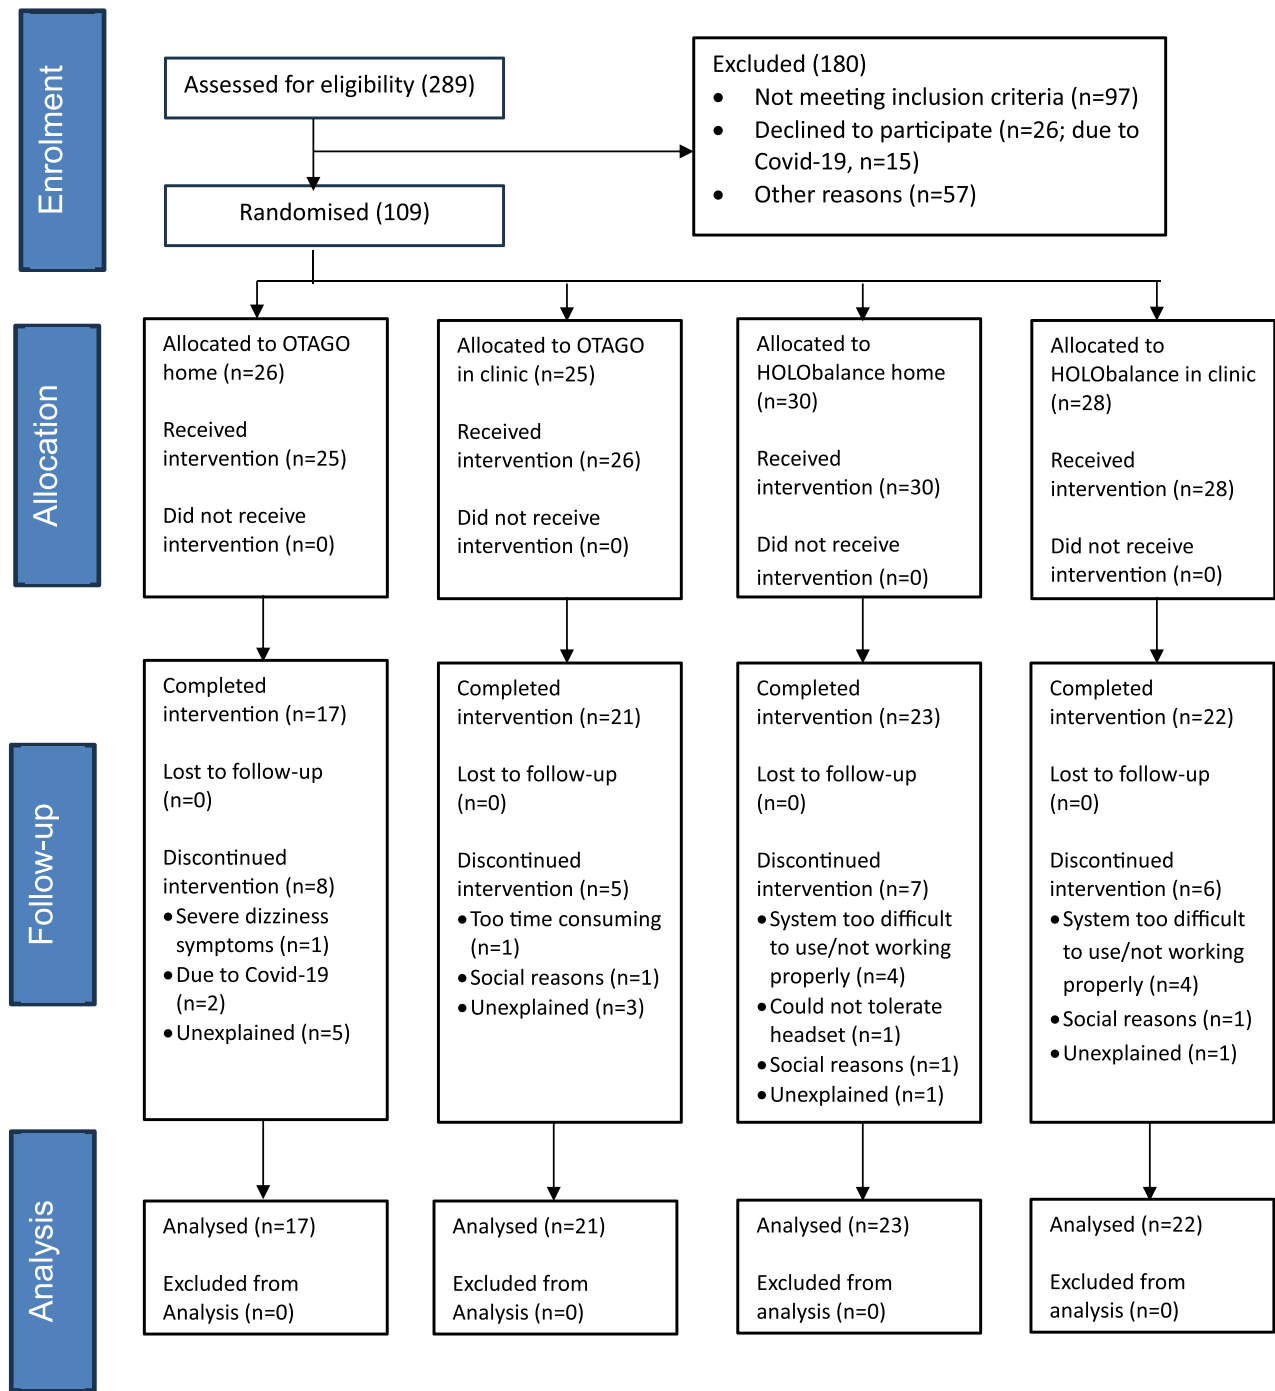 Enrolment
Assessed for eligibility (289)
Excluded (180)
• Not meeting inclusion criteria (n=97)
• Declined to participate (n=26; due to
Covid-19, n=15)
• Other reasons (n=57)
Randomised (109)
Allocation
Allocated to OTAGO
home (n=26)
Received
intervention (n=25)
Did not receive
intervention (n=0)
Allocated to OTAGO
in clinic (n=25)
Received
intervention (n=26)
Did not receive
intervention (n=0)
Allocated to
HOLObalance home
(n=30)
Received
intervention (n=30)
Did not receive
intervention (n=0)
Allocated to
HOLObalance in clinic
(n=28)
Received
intervention (n=28)
Did not receive
intervention (n=0)
Follow-up
Completed
intervention (n=17)
Lost to follow-up
(n=0)
Discontinued
intervention (n=8)
• Severe dizziness
symptoms (n=1)
• Due to Covid-19
(n=2)
• Unexplained (n=5)
Completed
intervention (n=21)
Lost to follow-up
(n=0)
Discontinued
intervention (n=5)
• Too time consuming
(n=1)
• Social reasons (n=1)
• Unexplained (n=3)
Completed
intervention (n=23)
Lost to follow-up
(n=0)
Discontinued
intervention (n=7)
• System too difficult
to use/not working
properly (n=4)
• Could not tolerate
headset (n=1)
• Social reasons (n=1)
• Unexplained (n=1)
Completed
intervention (n=22)
Lost to follow-up
(n=0)
Discontinued
intervention (n=6)
• System too difficult
to use/not working
properly (n=4)
• Social reasons (n=1)
• Unexplained (n=1)
Analysis
Analysed (n=17)
Excluded from
Analysis (n=0)
Analysed (n=21)
Excluded from
Analysis (n=0)
Analysed (n=23)
Excluded from
analysis (n=0)
Analysed (n=22)
Excluded from
analysis (n=0)